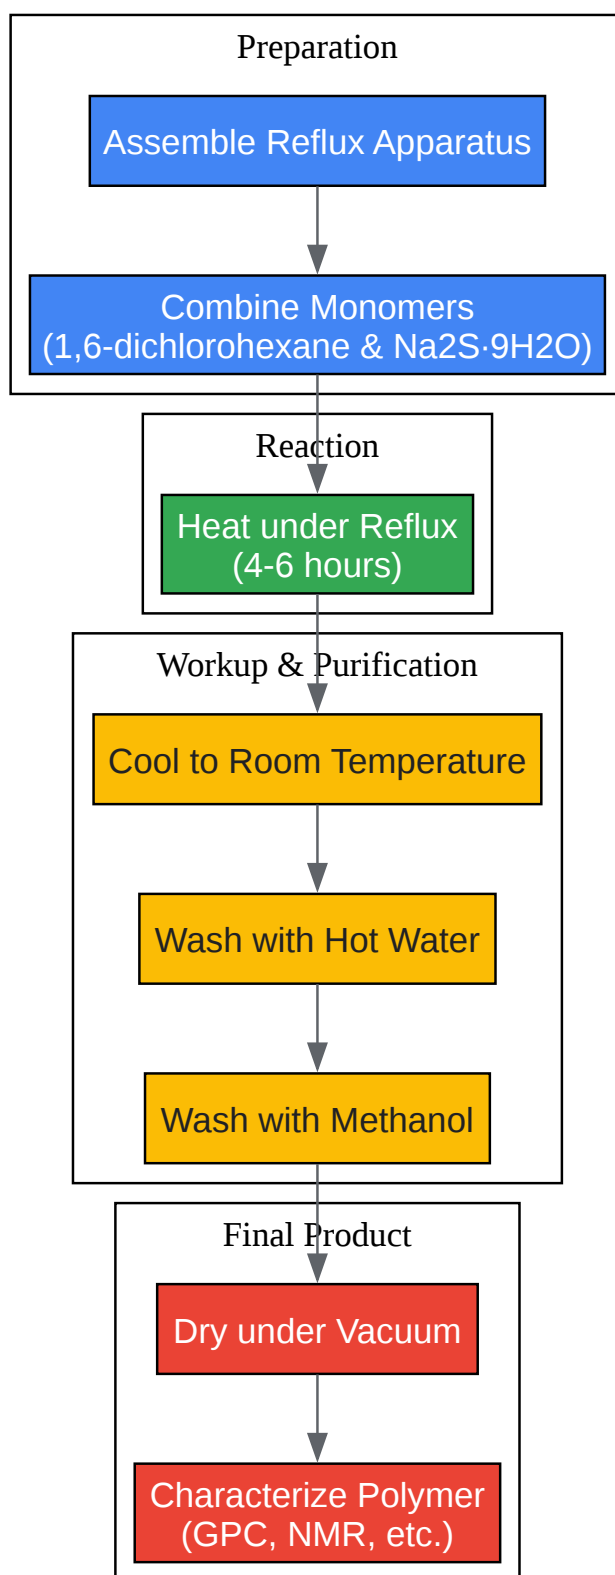 Preparation
Assemble Reflux Apparatus
Combine Monomers
(1,6-dichlorohexane & Na2S·9H2O)
Reaction
Heat under Reflux
(4-6 hours)
Workup & Purification
Cool to Room Temperature
Wash with Hot Water
Wash with Methanol
Final Product
Dry under Vacuum
Characterize Polymer
(GPC, NMR, etc.)